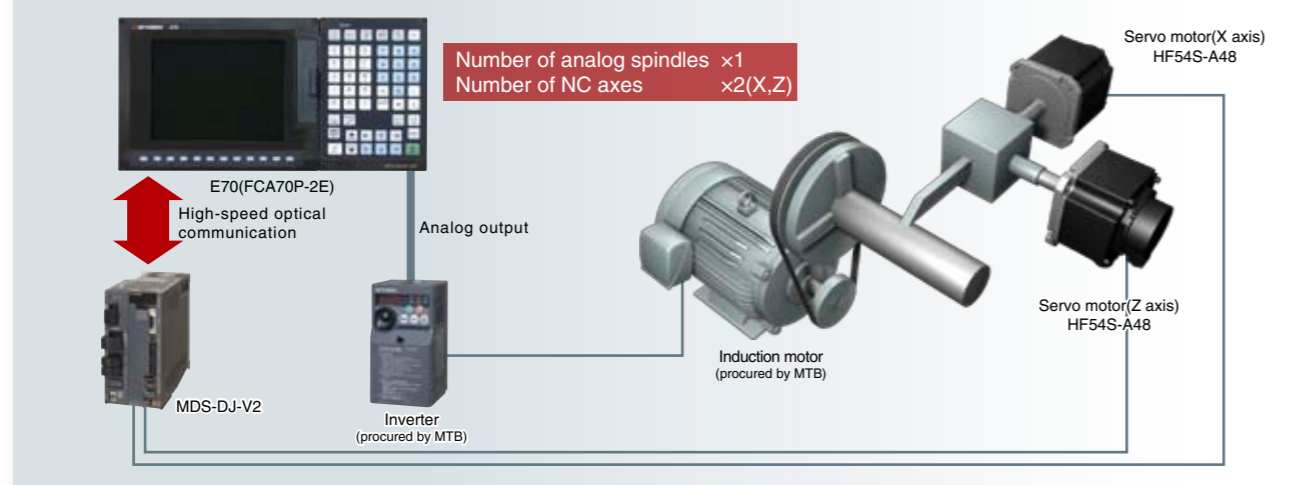 Number of analog spindles ×1
Number of NC axes ×2(X,Z)
Servo motor(X axis)
HF54S-A48
E70(FCA70P-2E)
High-speed optical
communication
Analog output
Servo motor(Z axis)
HF54S-A48
Induction motor
(procured by MTB)
MDS-DJ-V2
Inverter
(procured by MTB)